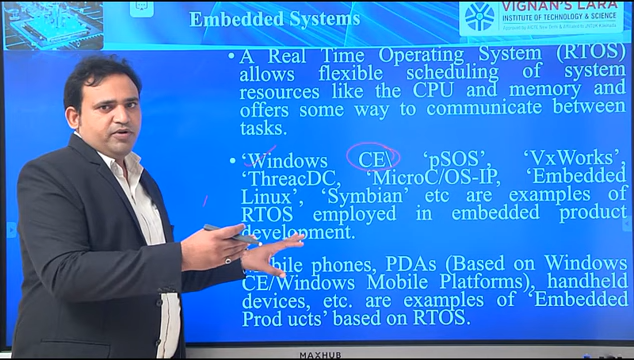 Embedded Systems
VIGNAN'S LARA
INSTITUTE OF TECHNOLOGY & SCIENCE
• A Real Time Operating System (RTOS)
allows flexible scheduling of system
resources like the CPU and memory and
offers some way to communicate between
tasks.
• Windows CE\ 'pSOS', 'VxWorks',
'ThreacDC, 'MicroC/OS-IP, 'Embedded
Linux', 'Symbian' etc are examples of
RTOS employed in embedded product
development.
bile phones, PDAs (Based on Windows
CE/Windows Mobile Platforms), handheld
devices, etc. are examples of 'Embedded
Prod ucts' based on RTOS.
MAXHUB